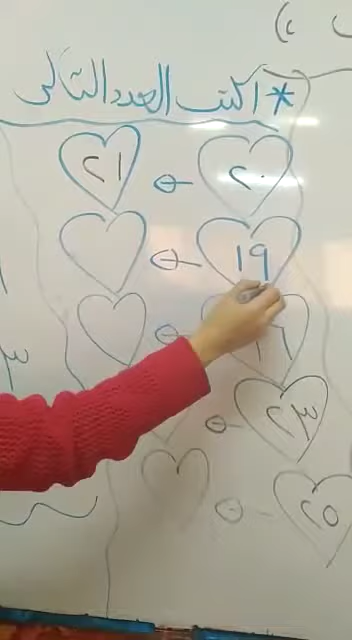 * اكتب العدد التالى
٢٠ ← ٢١
١٩ ←
٢٣
٢٥